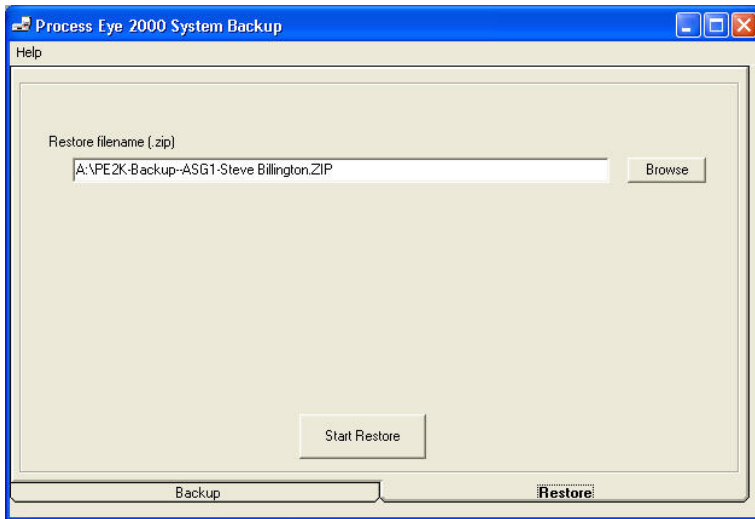 Process Eye 2000 System Backup
Help
Restore filename (.zip)
A:\PE2K-Backup--ASG1-Steve Billington.ZIP
Browse
Start Restore
Backup
Restore